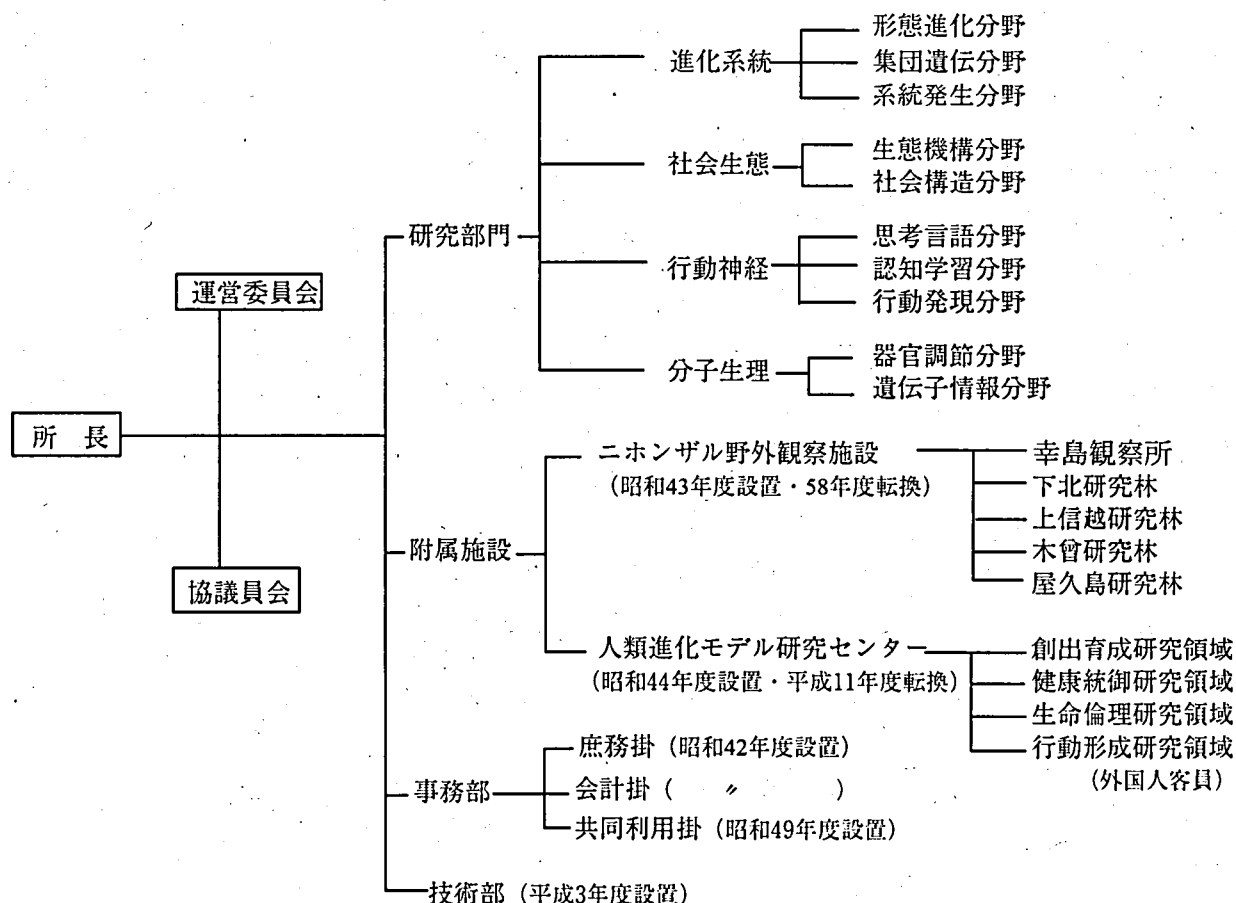 形態進化分野
進化系統
集団遺伝分野
系統発生分野
社会生態
生態機構分野
社会構造分野
研究部門
行動神経
思考言語分野
認知学習分野
行動発現分野
分子生理
器官調節分野
遺伝子情報分野
運営委員会
所 長
協議員会
附属施設
ニホンザル野外観察施設
(昭和43年度設置・58年度転換)
幸島観察所
下北研究林
上信越研究林
木曾研究林
屋久島研究林
人類進化モデル研究センター
(昭和44年度設置・平成11年度転換)
創出育成研究領域
健康統御研究領域
生命倫理研究領域
行動形成研究領域
(外国人客員)
事務部
庶務掛 (昭和42年度設置)
会計掛 ( 〃 )
共同利用掛 (昭和49年度設置)
技術部 (平成3年度設置)